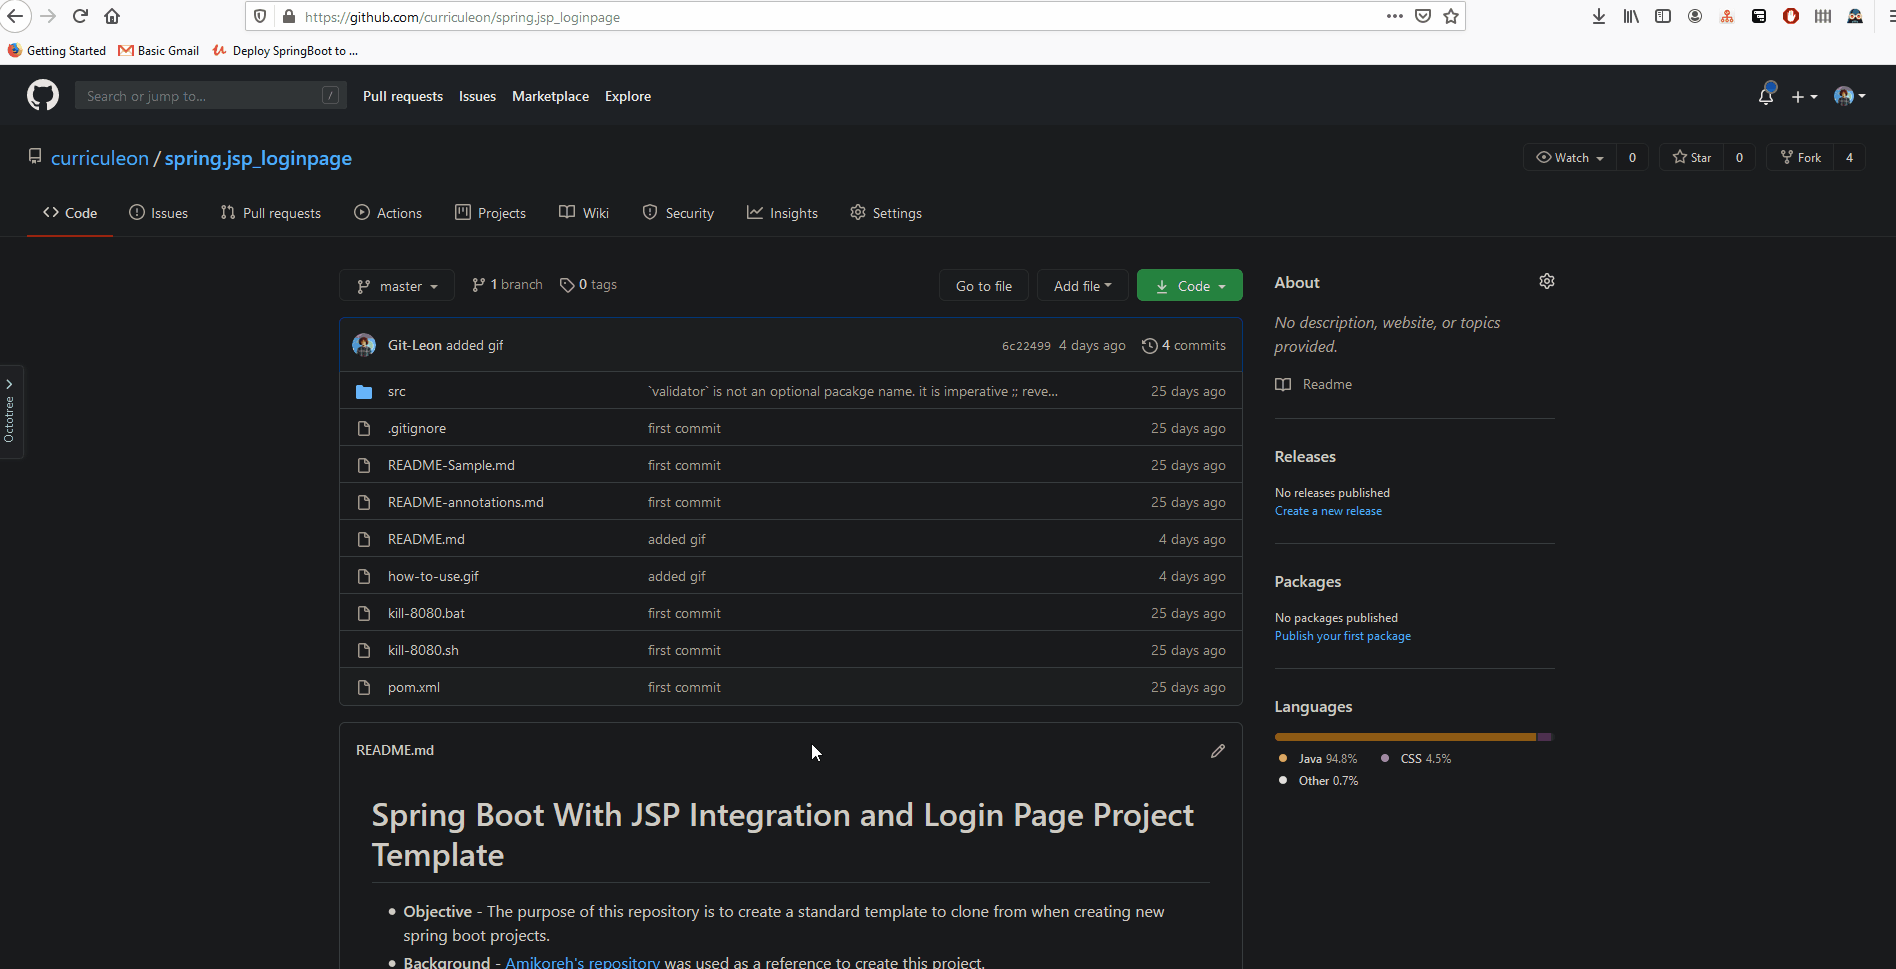 https://github.com/curriculeon/spring.jsp_loginpage
Getting Started Basic Gmail Deploy SpringBoot to ...
Search or jump to... / Pull requests Issues Marketplace Explore
curriculeon / spring.jsp_loginpage
Watch 0 Star 0 Fork 4
Code Issues Pull requests Actions Projects Wiki Security Insights Settings
master 1 branch 0 tags Go to file Add file Code
Git-Leon added gif 6c22499 4 days ago 4 commits
src `validator` is not an optional pacakge name. it is imperative ;; reve... 25 days ago
.gitignore first commit 25 days ago
README-Sample.md first commit 25 days ago
README-annotations.md first commit 25 days ago
README.md added gif 4 days ago
how-to-use.gif added gif 4 days ago
kill-8080.bat first commit 25 days ago
kill-8080.sh first commit 25 days ago
pom.xml first commit 25 days ago
Octotree
README.md
Spring Boot With JSP Integration and Login Page Project
Template
• Objective - The purpose of this repository is to create a standard template to clone from when creating new
spring boot projects.
• Background - Amikoreh's repository was used as a reference to create this project.
About
No description, website, or topics
provided.
Readme
Releases
No releases published
Create a new release
Packages
No packages published
Publish your first package
Languages
Java 94.8% CSS 4.5%
Other 0.7%